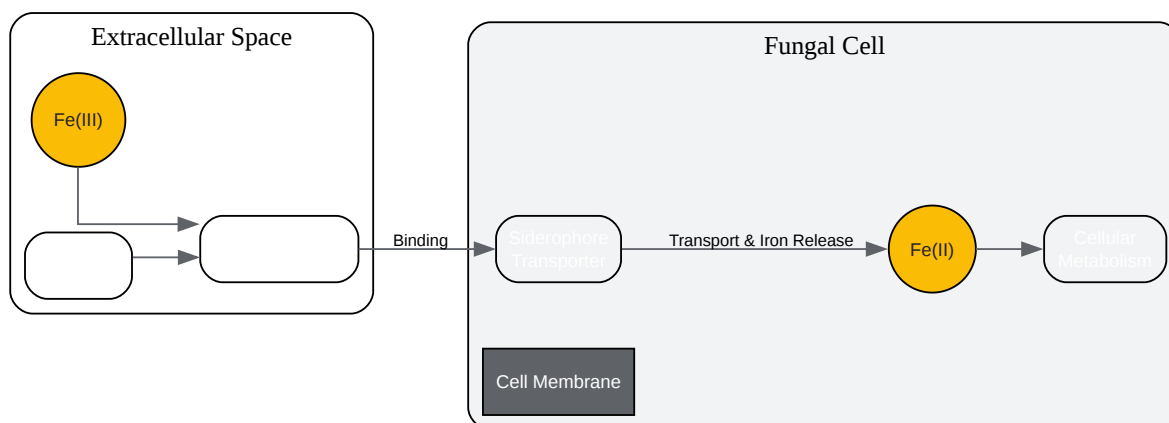 Extracellular Space
Fungal Cell
Fe(III)
Binding
Siderophore
Transporter
Transport & Iron Release
Fe(II)
Cellular
Metabolism
Cell Membrane